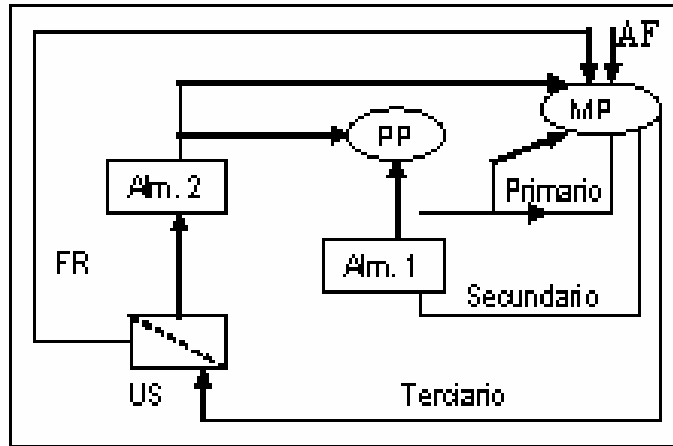 AF
MP
PP
Alm. 2
Primario
Alm. 1
FR
Secundario
US
Terciario